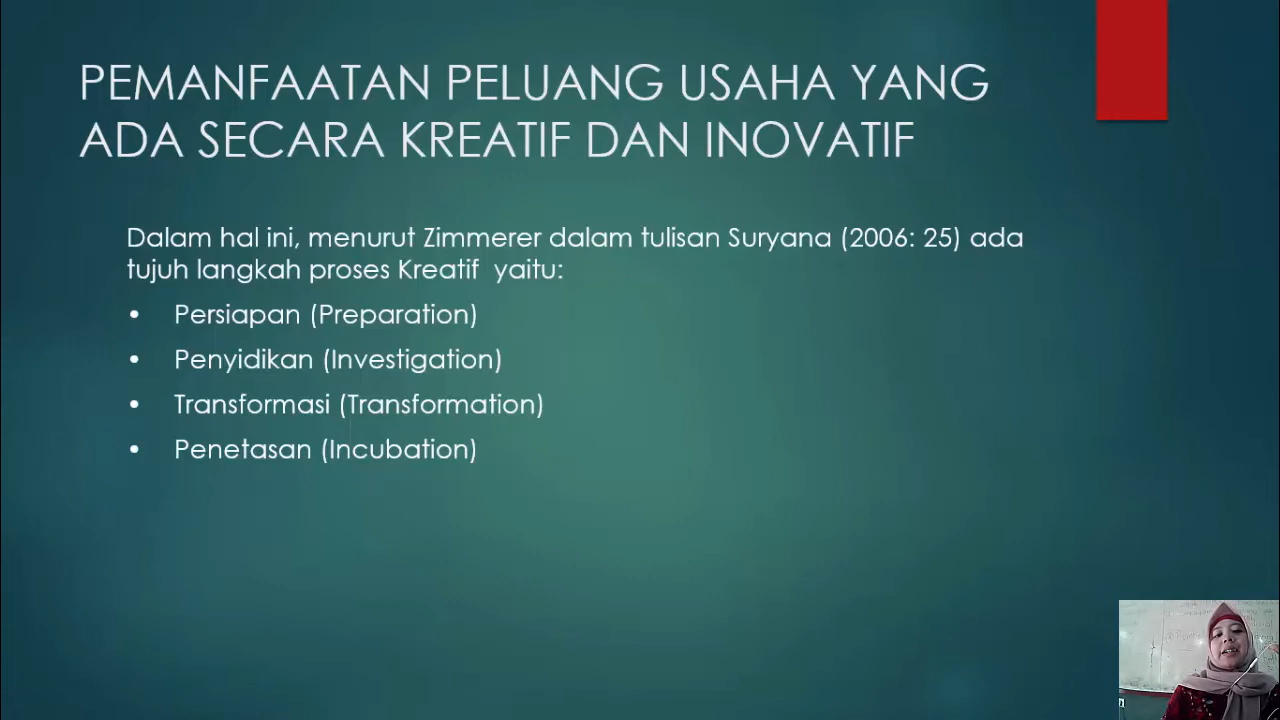 PEMANFAATAN PELUANG USAHA YANG
ADA SECARA KREATIF DAN INOVATIF
Dalam hal ini, menurut Zimmerer dalam tulisan Suryana (2006: 25) ada
tujuh langkah proses Kreatif yaitu:
• Persiapan (Preparation)
• Penyidikan (Investigation)
• Transformasi (Transformation)
• Penetasan (Incubation)